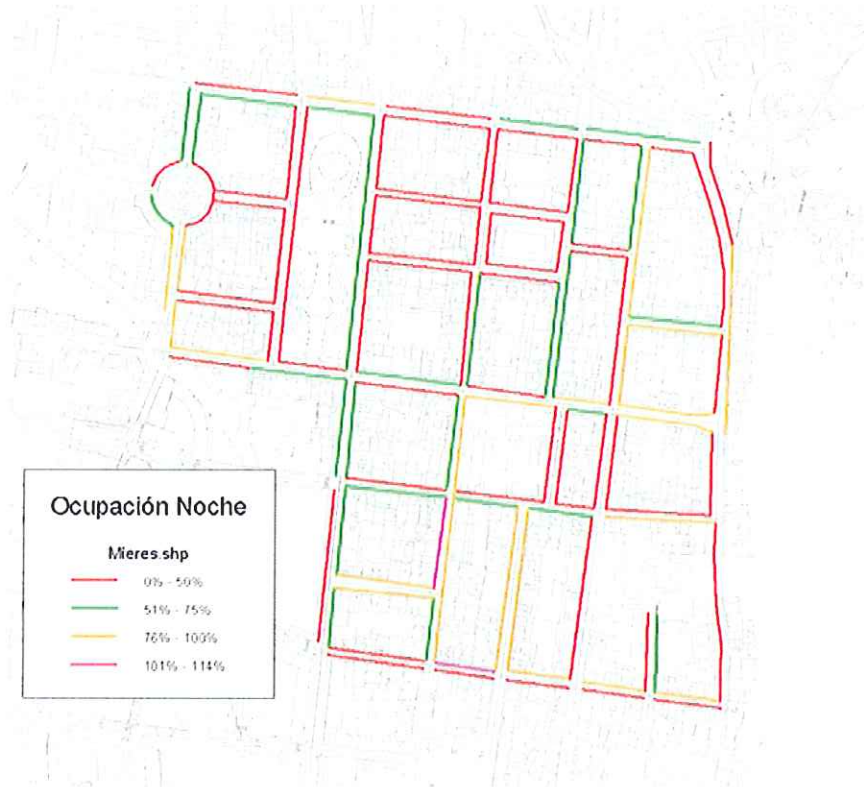 Ocupación Noche
Mieres.shp
0% - 50%
51% - 75%
76% - 100%
101% - 114%